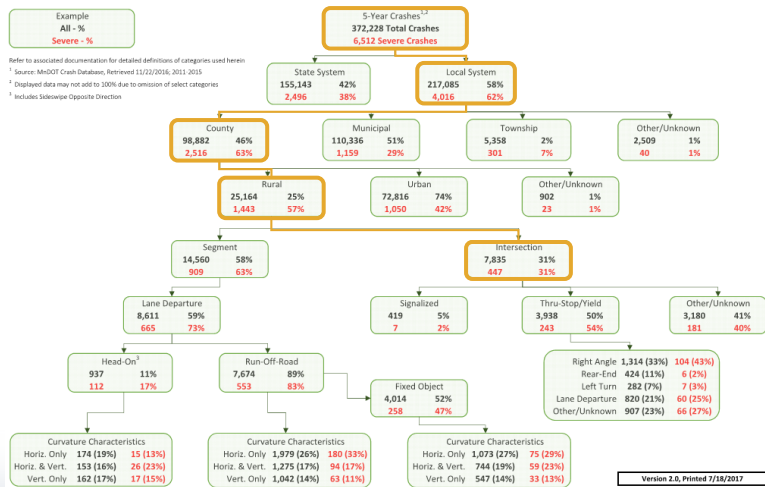 Example
All - %
Severe - %
5-Year Crashes1,2
372,228 Total Crashes
6,512 Severe Crashes
Refer to associated documentation for detailed definitions of categories used herein
1 Source: MnDOT Crash Database, Retrieved 11/22/2016; 2011-2015
2 Displayed data may not add to 100% due to omission of select categories
3 Includes Sideswipe Opposite Direction
State System
155,143 42%
2,496 38%
Local System
217,085 58%
4,016 62%
County
98,882 46%
2,516 63%
Municipal
110,336 51%
1,159 29%
Township
5,358 2%
301 7%
Other/Unknown
2,509 1%
40 1%
Rural
25,164 25%
1,443 57%
Urban
72,816 74%
1,050 42%
Other/Unknown
902 1%
23 1%
Segment
14,560 58%
909 63%
Intersection
7,835 31%
447 31%
Lane Departure
8,611 59%
665 73%
Signalized
419 5%
7 2%
Thru-Stop/Yield
3,938 50%
243 54%
Other/Unknown
3,180 41%
181 40%
Head-On3
937 11%
112 17%
Run-Off-Road
7,674 89%
553 83%
Fixed Object
4,014 52%
258 47%
Right Angle 1,314 (33%) 104 (43%)
Rear-End 424 (11%) 6 (2%)
Left Turn 282 (7%) 7 (3%)
Lane Departure 820 (21%) 60 (25%)
Other/Unknown 907 (23%) 66 (27%)
Curvature Characteristics
Horiz. Only 174 (19%) 15 (13%)
Horiz. & Vert. 153 (16%) 26 (23%)
Vert. Only 162 (17%) 17 (15%)
Curvature Characteristics
Horiz. Only 1,979 (26%) 180 (33%)
Horiz. & Vert. 1,275 (17%) 94 (17%)
Vert. Only 1,042 (14%) 63 (11%)
Curvature Characteristics
Horiz. Only 1,073 (27%) 75 (29%)
Horiz. & Vert. 744 (19%) 59 (23%)
Vert. Only 547 (14%) 33 (13%)
Version 2.0, Printed 7/18/2017